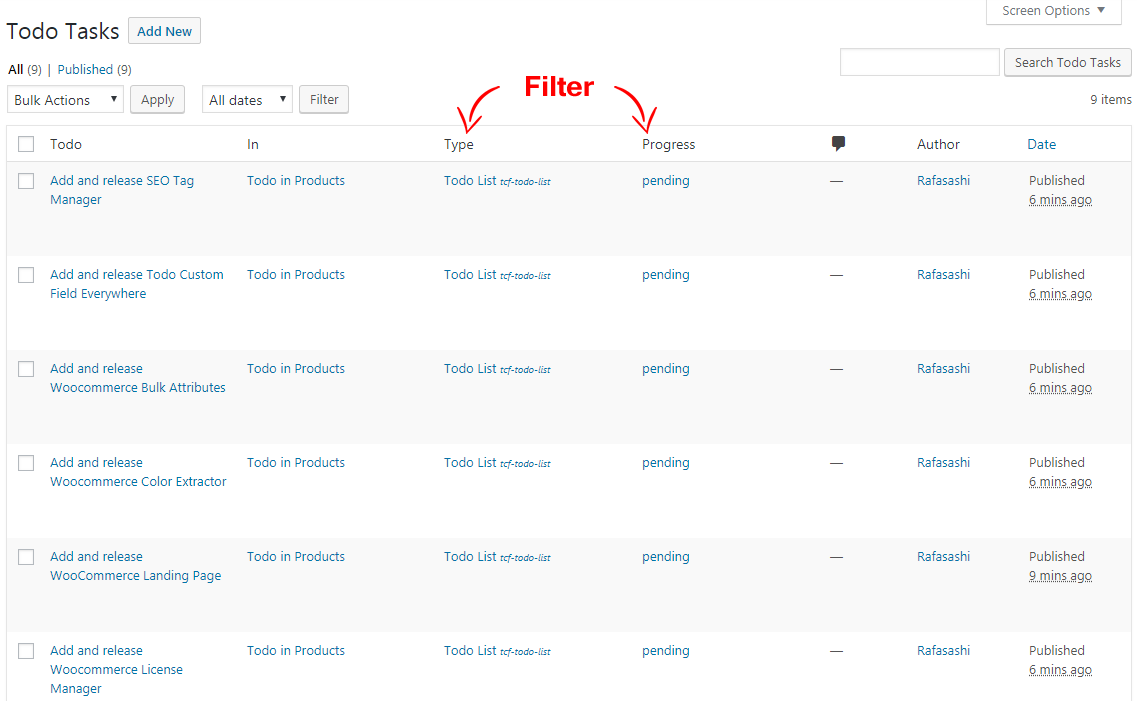 Screen Options ▼
Todo Tasks Add New
All (9) | Published (9)
Search Todo Tasks
Bulk Actions ▼ Apply All dates ▼ Filter
Filter
9 items
Todo In Type Progress Author Date
Add and release SEO Tag Todo in Products Todo List tcf-todo-list pending — Rafasashi Published
Manager 6 mins ago
Add and release Todo Custom Todo in Products Todo List tcf-todo-list pending — Rafasashi Published
Field Everywhere 6 mins ago
Add and release Todo in Products Todo List tcf-todo-list pending — Rafasashi Published
Woocommerce Bulk Attributes 6 mins ago
Add and release Todo in Products Todo List tcf-todo-list pending — Rafasashi Published
Woocommerce Color Extractor 6 mins ago
Add and release Todo in Products Todo List tcf-todo-list pending — Rafasashi Published
WooCommerce Landing Page 9 mins ago
Add and release Todo in Products Todo List tcf-todo-list pending — Rafasashi Published
Woocommerce License 6 mins ago
Manager